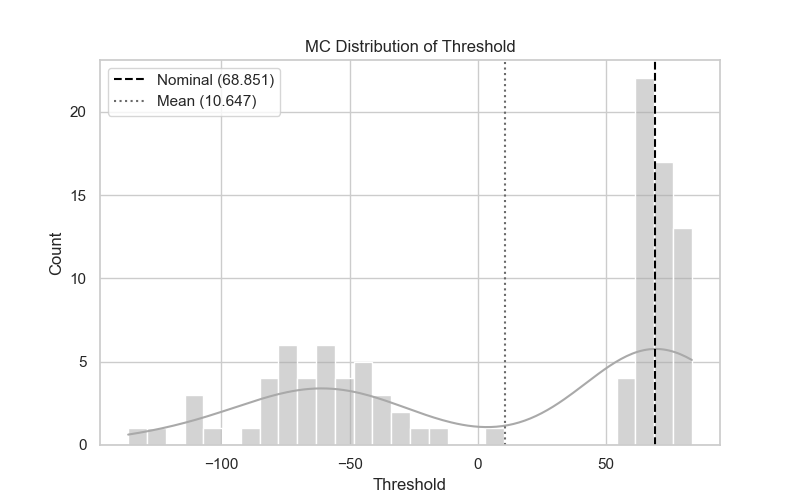 MC Distribution of Threshold
Nominal (68.851)
Mean (10.647)
20
15
10
5
0
Count
−100
−50
0
50
Threshold